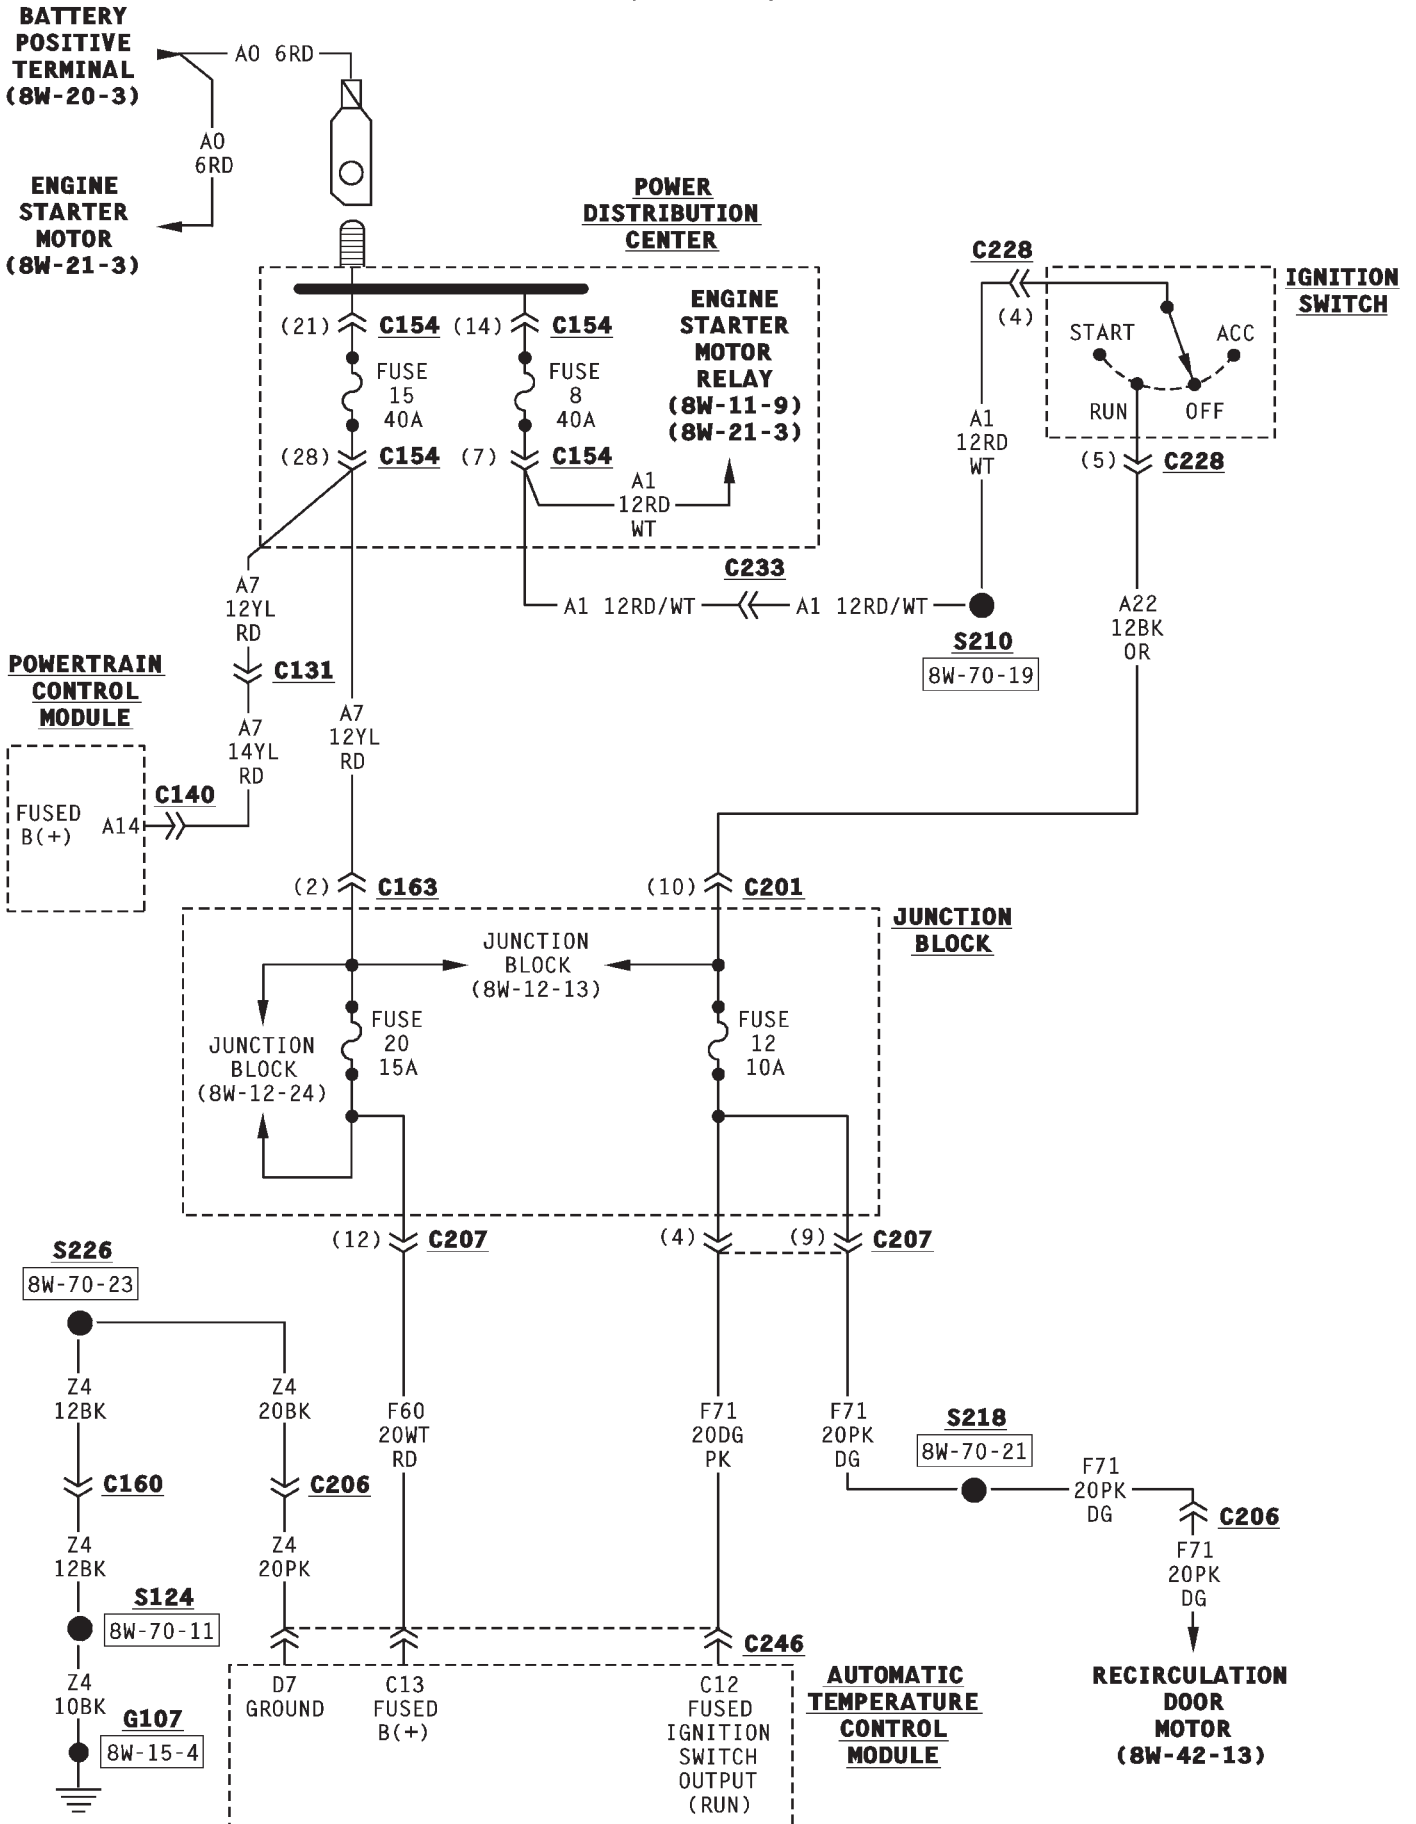 BATTERY
POSITIVE
TERMINAL
(8W-20-3)
A0 6RD
A0
6RD
ENGINE
STARTER
MOTOR
(8W-21-3)
POWER
DISTRIBUTION
CENTER
(21)
C154
(14)
C154
FUSE
15
40A
FUSE
8
40A
(28)
C154
(7)
C154
ENGINE
STARTER
MOTOR
RELAY
(8W-11-9)
(8W-21-3)
A1
12RD
WT
C228
(4)
IGNITION
SWITCH
START
ACC
RUN
OFF
A1
12RD
WT
(5)
C228
C233
A1 12RD/WT
A1 12RD/WT
S210
8W-70-19
A22
12BK
OR
A7
12YL
RD
C131
A7
14YL
RD
A7
12YL
RD
POWERTRAIN
CONTROL
MODULE
FUSED
B(+)
A14
C140
(2)
C163
(10)
C201
JUNCTION
BLOCK
JUNCTION
BLOCK
(8W-12-13)
FUSE
20
15A
JUNCTION
BLOCK
(8W-12-24)
FUSE
12
10A
(12)
C207
(4)
(9)
C207
S226
8W-70-23
Z4
12BK
Z4
20BK
F60
20WT
RD
F71
20DG
PK
F71
20PK
DG
S218
8W-70-21
F71
20PK
DG
C206
F71
20PK
DG
C160
C206
Z4
12BK
Z4
20PK
S124
8W-70-11
Z4
10BK
G107
8W-15-4
C246
D7
GROUND
C13
FUSED
B(+)
C12
FUSED
IGNITION
SWITCH
OUTPUT
(RUN)
AUTOMATIC
TEMPERATURE
CONTROL
MODULE
RECIRCULATION
DOOR
MOTOR
(8W-42-13)